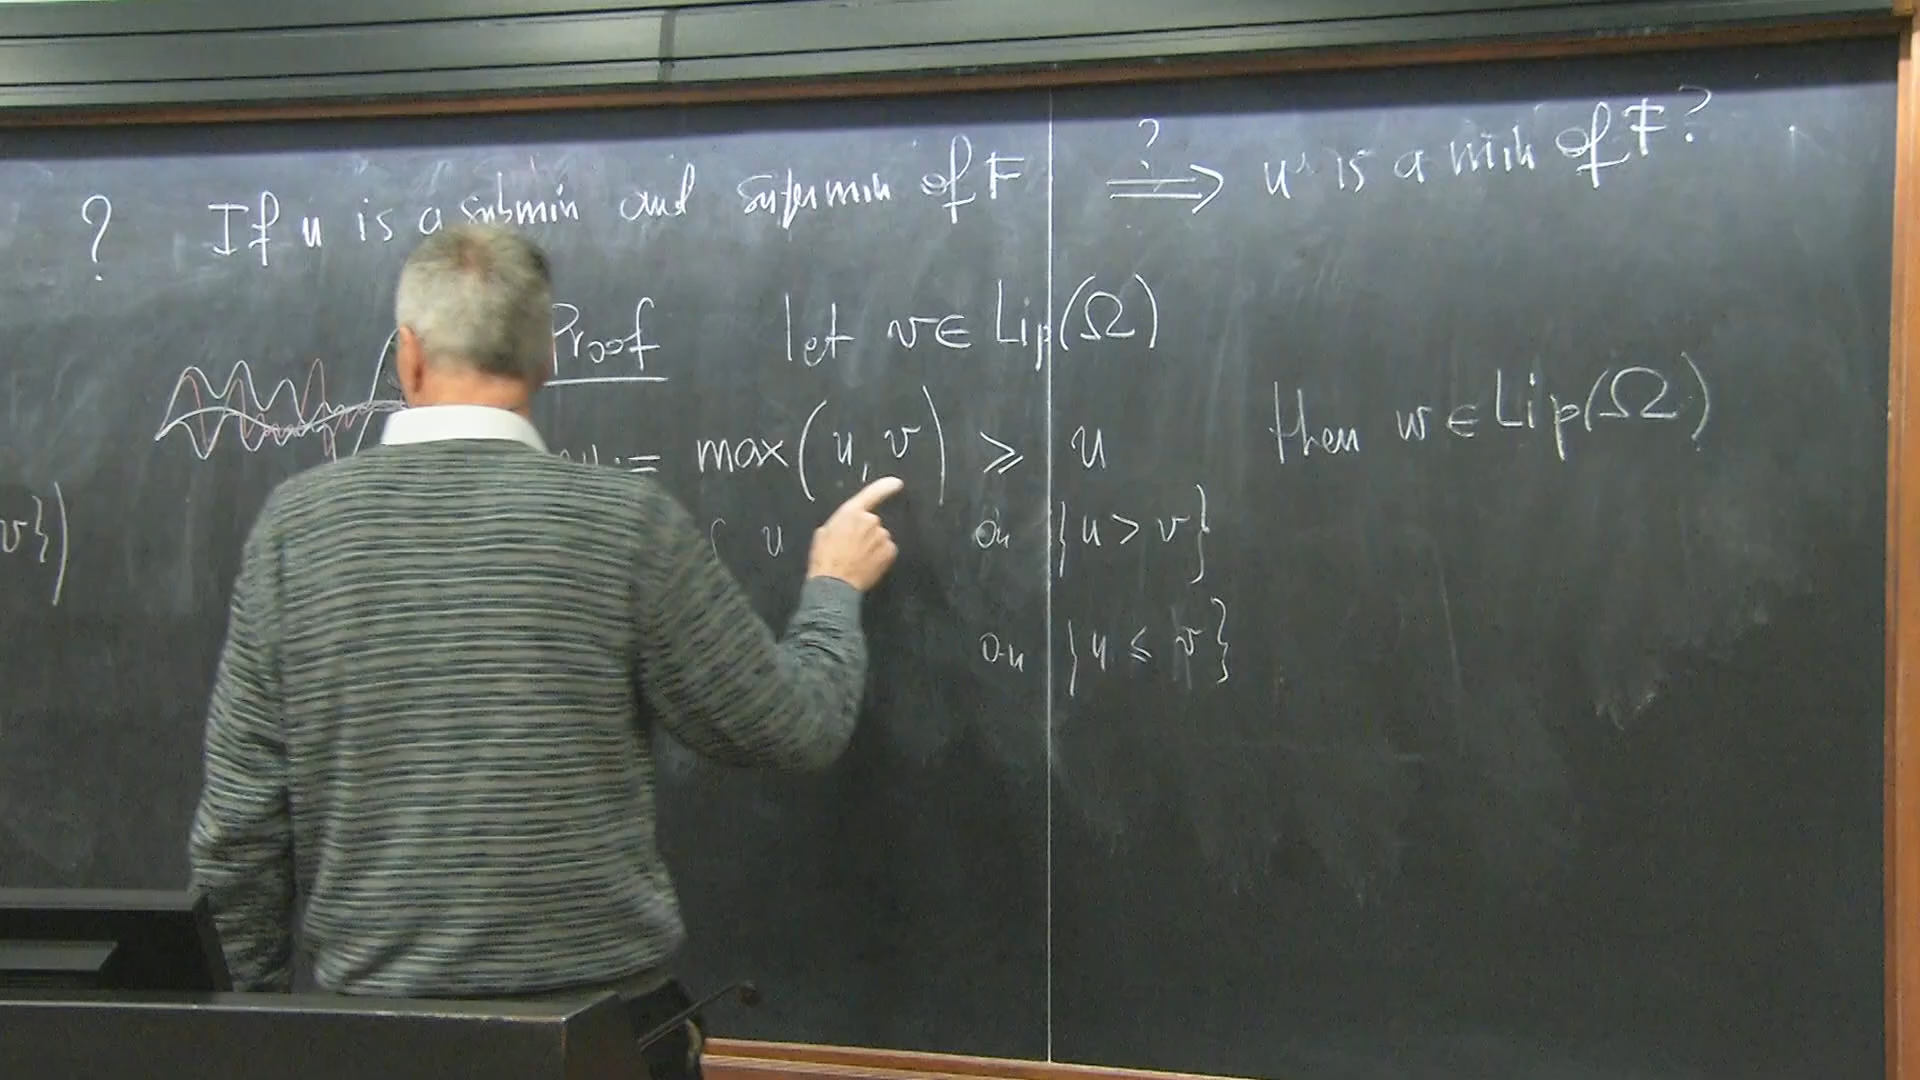 ? If u is a submin and supermin of F ?⟹ u is a min of F?
Proof let v ∈ Lip(Ω)
:= max(u, v) ⩾ u then w ∈ Lip(Ω)
v})
{ u on {u > v}
on {u ≤ v}